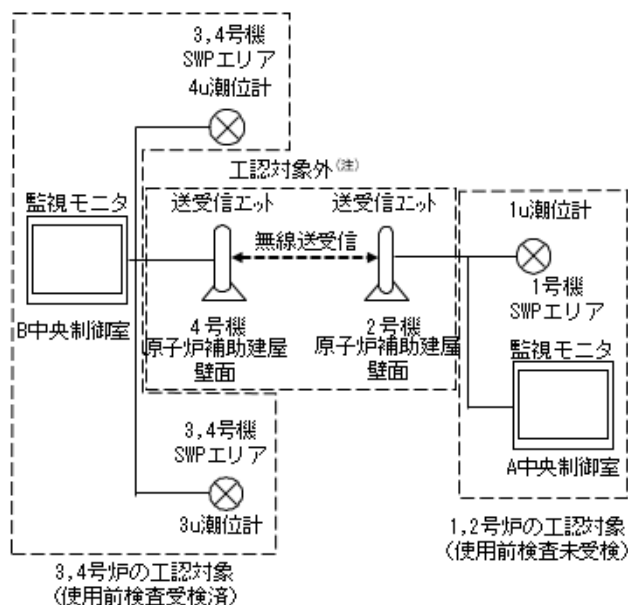 3,4号機
SWPエリア
4u潮位計
工認対象外(注)
監視モニタ
送受信ユニット
送受信ユニット
1u潮位計
無線送受信
B中央制御室
4号機
原子炉補助建屋
壁面
2号機
原子炉補助建屋
壁面
1号機
SWPエリア
監視モニタ
A中央制御室
3,4号機
SWPエリア
3u潮位計
1,2号炉の工認対象
(使用前検査未受検)
3,4号炉の工認対象
(使用前検査受検済)